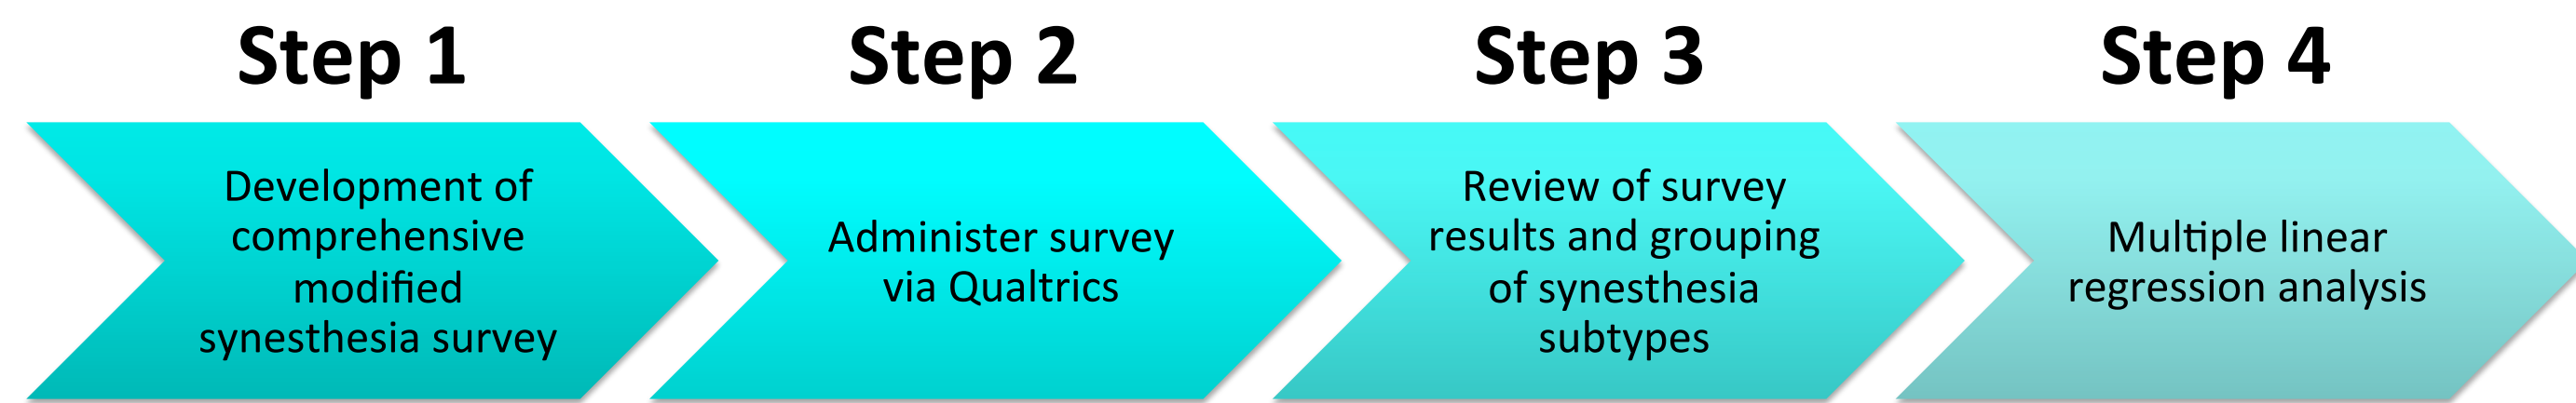 Step 1
Step 2
Step 3
Step 4
Development of
comprehensive
modified
synesthesia survey
Administer survey
via Qualtrics
Review of survey
results and grouping
of synesthesia
subtypes
Multiple linear
regression analysis